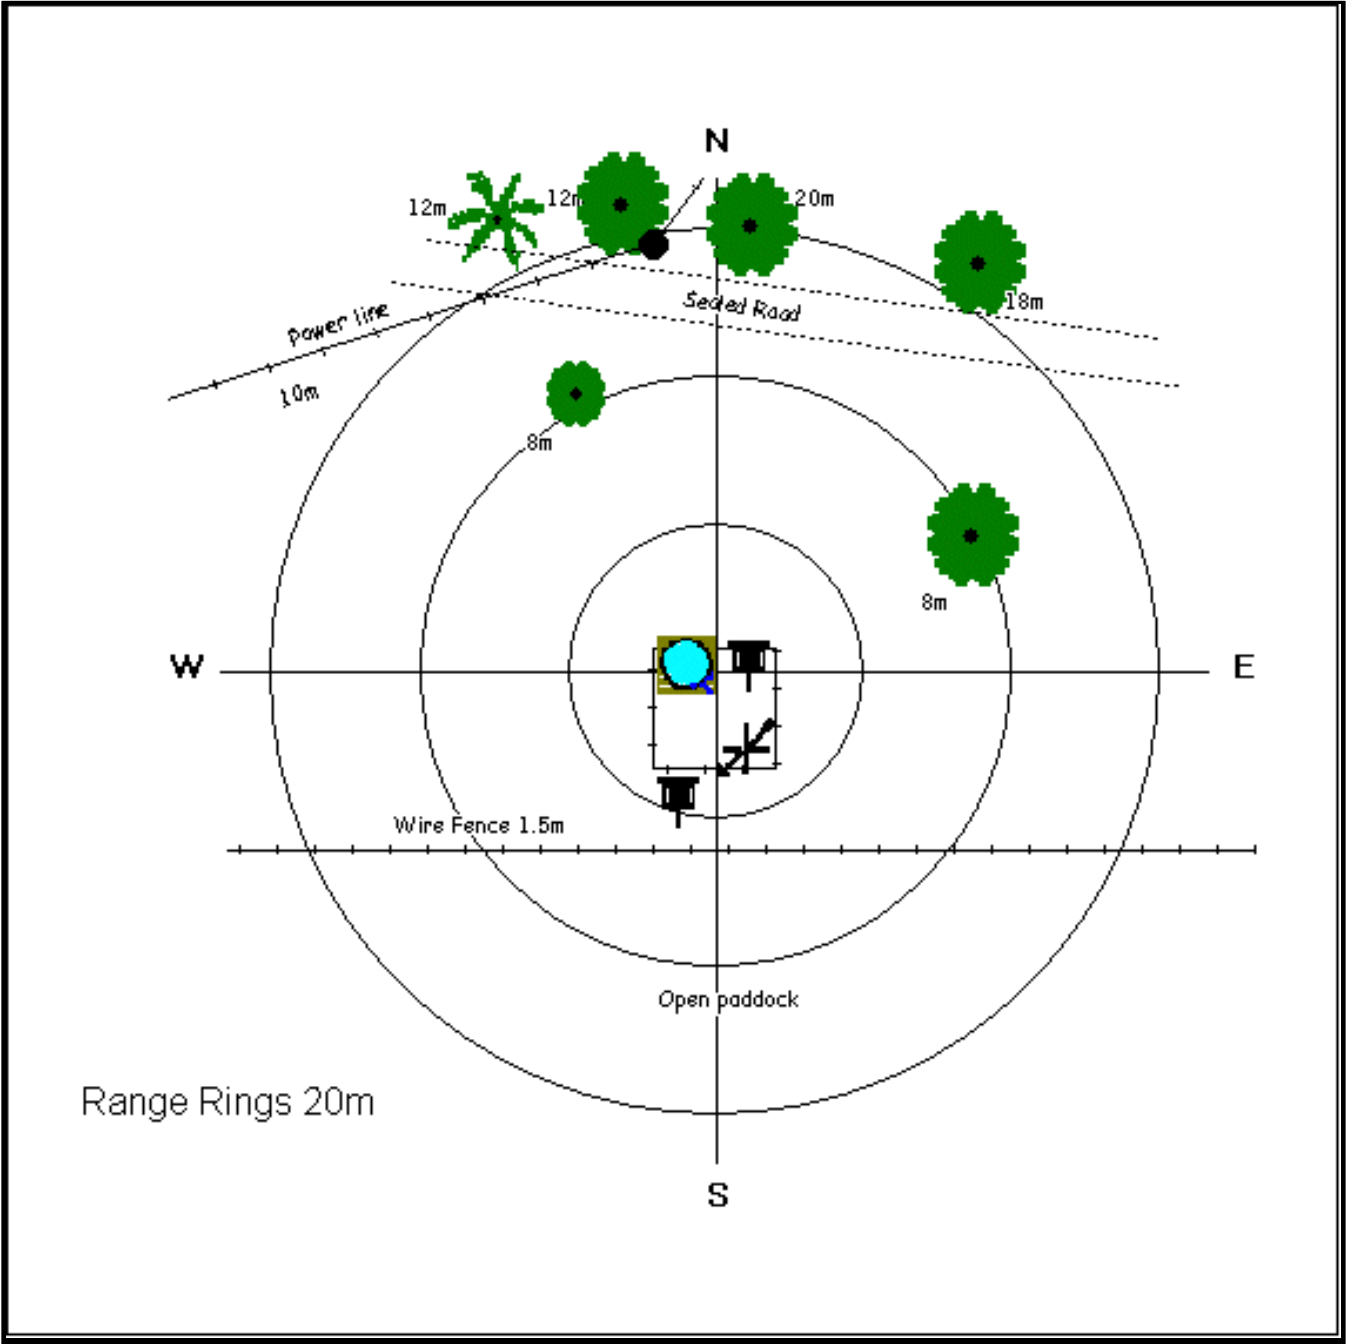 N
12m
12m
20m
18m
Sealed Road
Power line
10m
8m
8m
W
E
Wire Fence 1.5m
Open paddock
Range Rings 20m
S